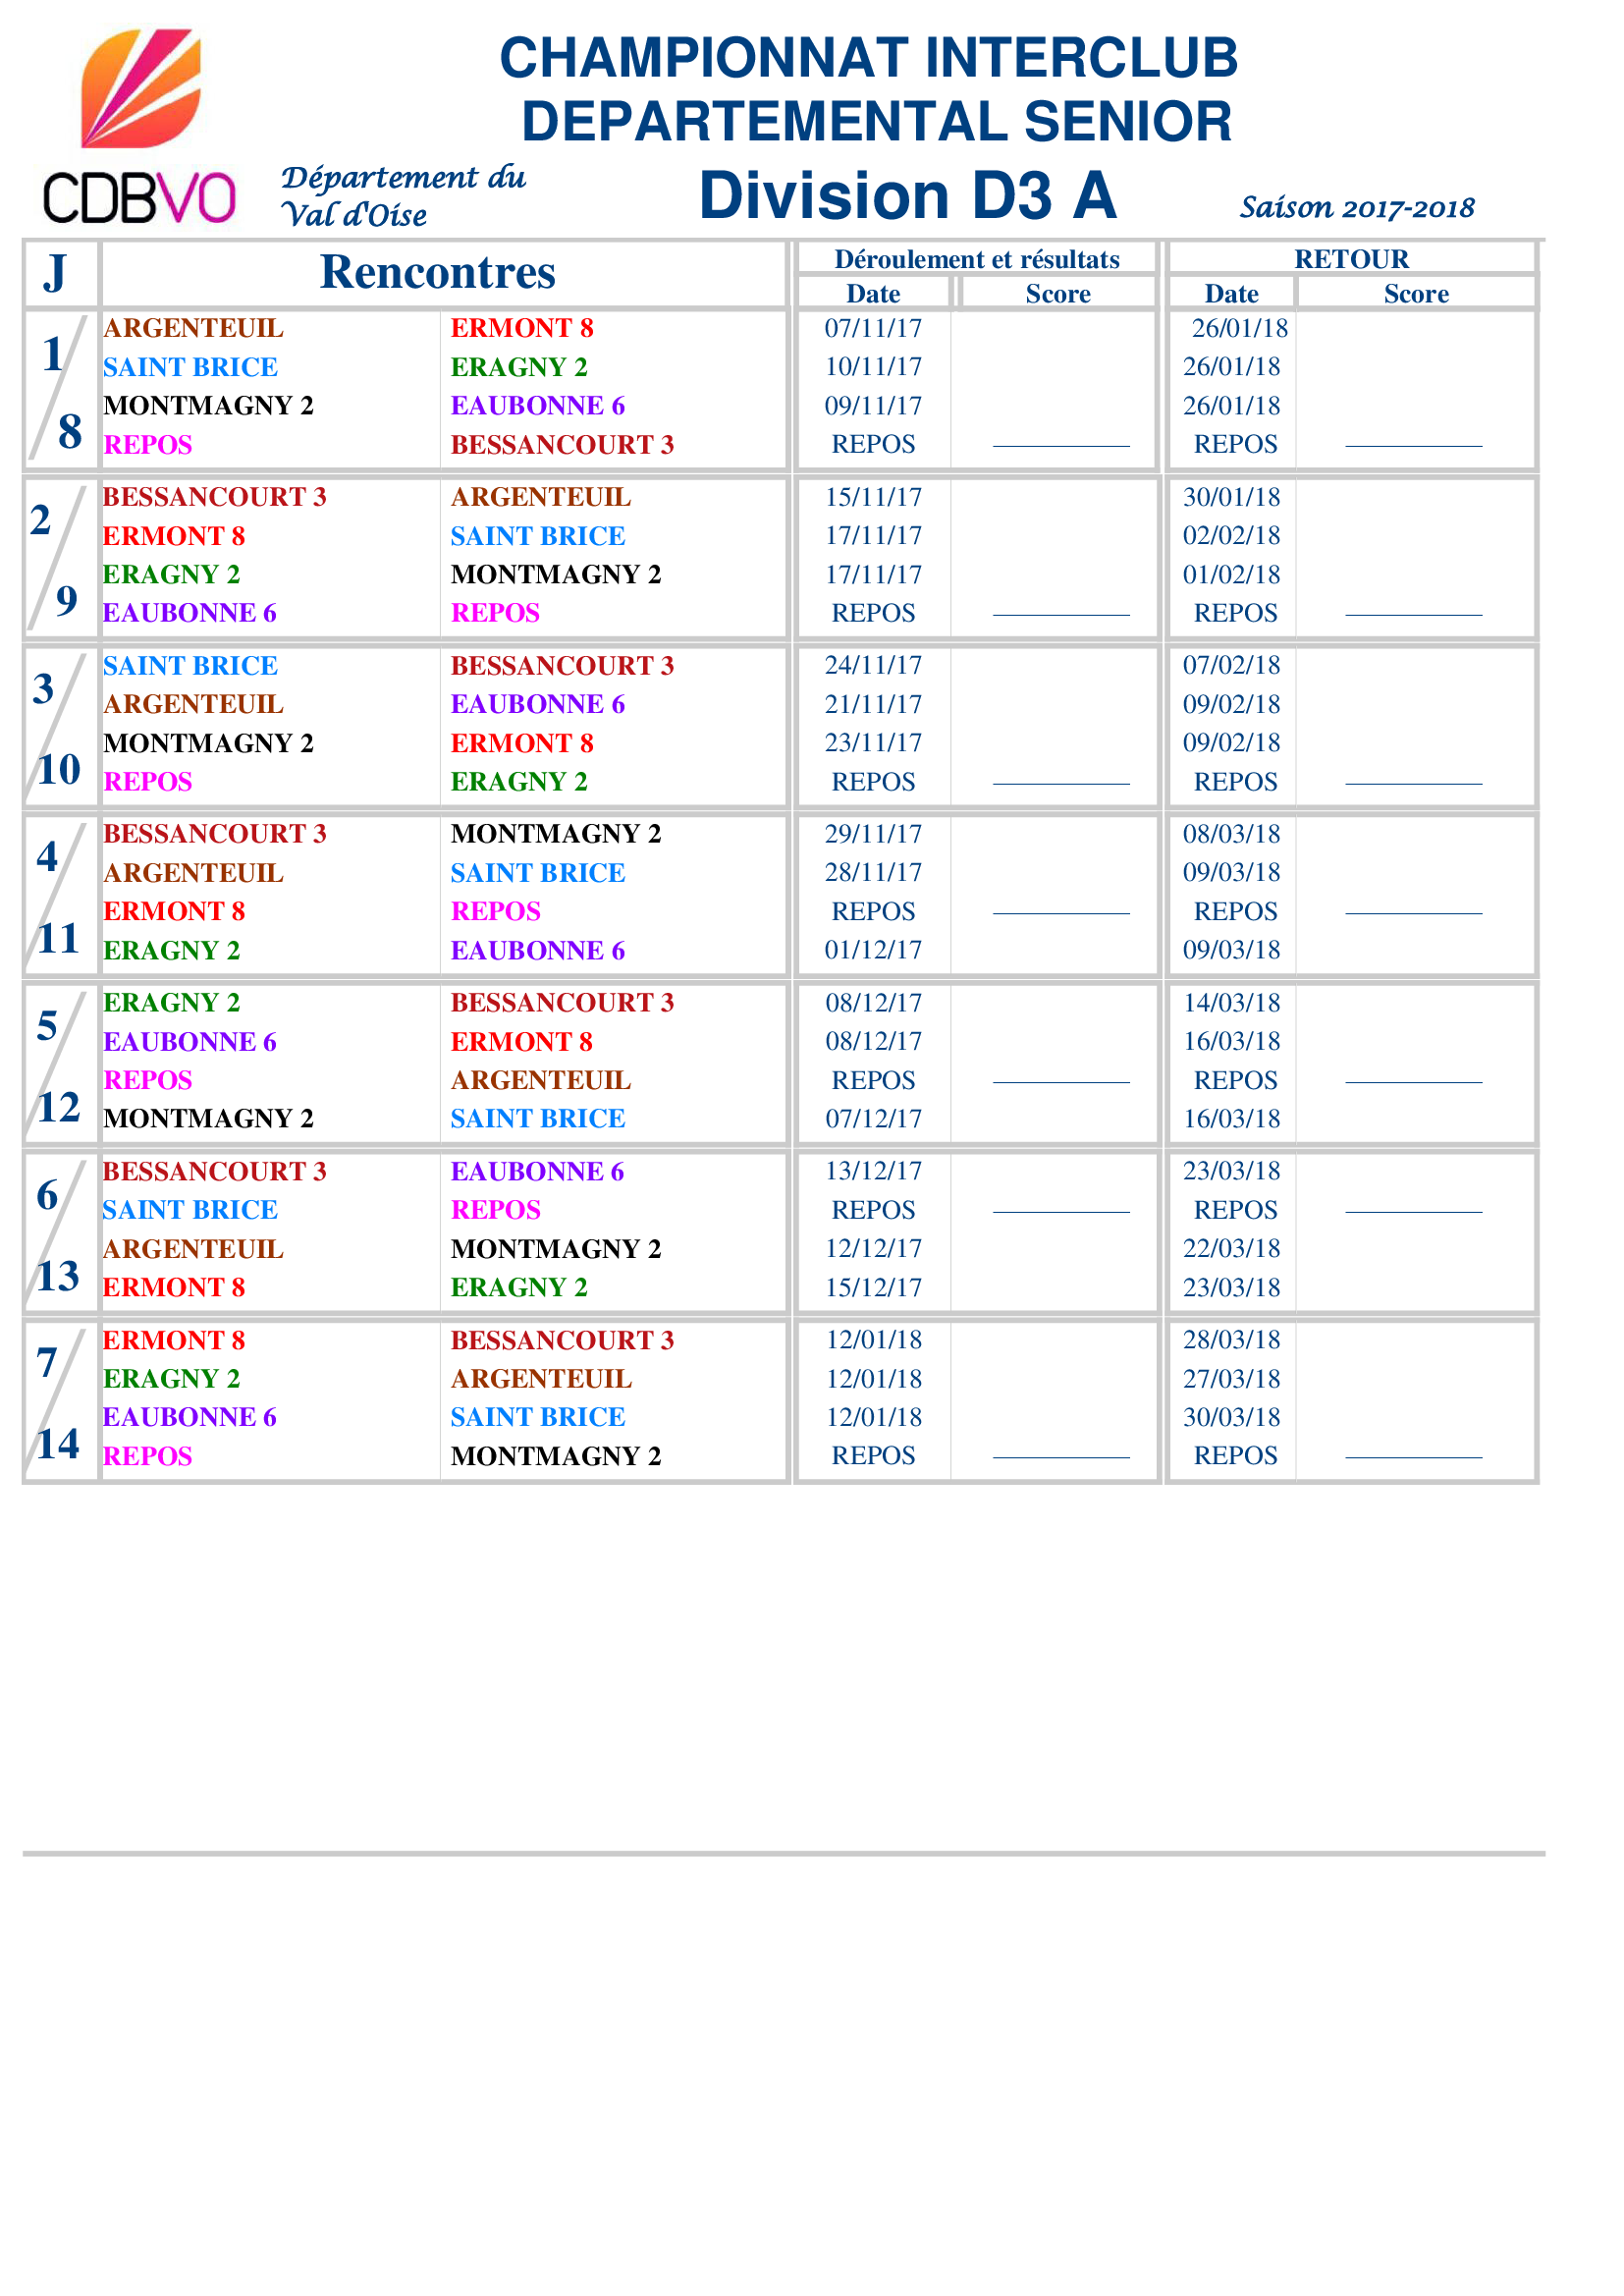 CHAMPIONNAT INTERCLUB
DEPARTEMENTAL SENIOR
CDBVO
Département du
Val d'Oise
Division D3 A
Saison 2017-2018
J Rencontres Déroulement et résultats RETOUR
Date Score Date Score
1 / 8
ARGENTEUIL ERMONT 8 07/11/17 26/01/18
SAINT BRICE ERAGNY 2 10/11/17 26/01/18
MONTMAGNY 2 EAUBONNE 6 09/11/17 26/01/18
REPOS BESSANCOURT 3 REPOS REPOS
2 / 9
BESSANCOURT 3 ARGENTEUIL 15/11/17 30/01/18
ERMONT 8 SAINT BRICE 17/11/17 02/02/18
ERAGNY 2 MONTMAGNY 2 17/11/17 01/02/18
EAUBONNE 6 REPOS REPOS REPOS
3 / 10
SAINT BRICE BESSANCOURT 3 24/11/17 07/02/18
ARGENTEUIL EAUBONNE 6 21/11/17 09/02/18
MONTMAGNY 2 ERMONT 8 23/11/17 09/02/18
REPOS ERAGNY 2 REPOS REPOS
4 / 11
BESSANCOURT 3 MONTMAGNY 2 29/11/17 08/03/18
ARGENTEUIL SAINT BRICE 28/11/17 09/03/18
ERMONT 8 REPOS REPOS REPOS
ERAGNY 2 EAUBONNE 6 01/12/17 09/03/18
5 / 12
ERAGNY 2 BESSANCOURT 3 08/12/17 14/03/18
EAUBONNE 6 ERMONT 8 08/12/17 16/03/18
REPOS ARGENTEUIL REPOS REPOS
MONTMAGNY 2 SAINT BRICE 07/12/17 16/03/18
6 / 13
BESSANCOURT 3 EAUBONNE 6 13/12/17 23/03/18
SAINT BRICE REPOS REPOS REPOS
ARGENTEUIL MONTMAGNY 2 12/12/17 22/03/18
ERMONT 8 ERAGNY 2 15/12/17 23/03/18
7 / 14
ERMONT 8 BESSANCOURT 3 12/01/18 28/03/18
ERAGNY 2 ARGENTEUIL 12/01/18 27/03/18
EAUBONNE 6 SAINT BRICE 12/01/18 30/03/18
REPOS MONTMAGNY 2 REPOS REPOS